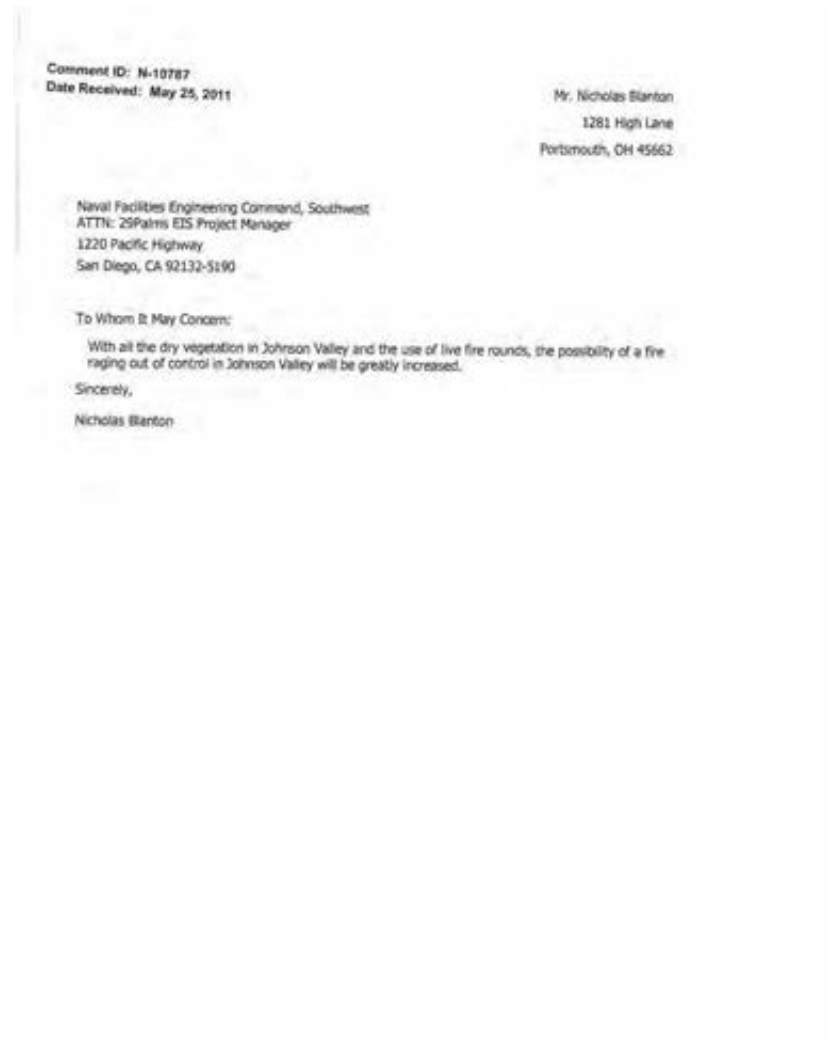 Comment ID: N-10787
Date Received: May 25, 2011
Mr. Nicholas Blanton
1281 High Lane
Portsmouth, OH 45662
Naval Facilities Engineering Command, Southwest
ATTN: 29Palms EIS Project Manager
1220 Pacific Highway
San Diego, CA 92132-5190
To Whom It May Concern:
With all the dry vegetation in Johnson Valley and the use of live fire rounds, the possibility of a fire
raging out of control in Johnson Valley will be greatly increased.
Sincerely,
Nicholas Blanton